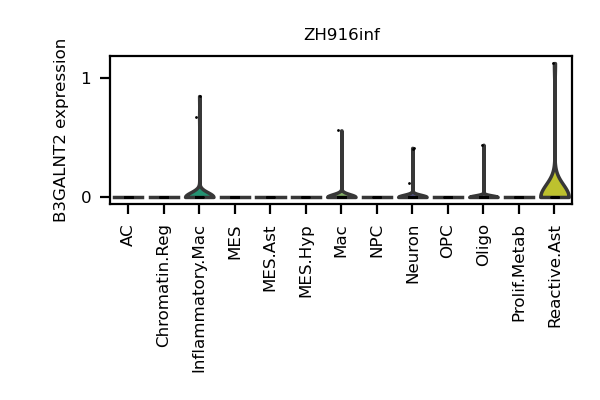 ZH916inf
B3GALNT2 expression
1
0
AC
Chromatin.Reg
Inflammatory.Mac
MES
MES.Ast
MES.Hyp
Mac
NPC
Neuron
OPC
Oligo
Prolif.Metab
Reactive.Ast